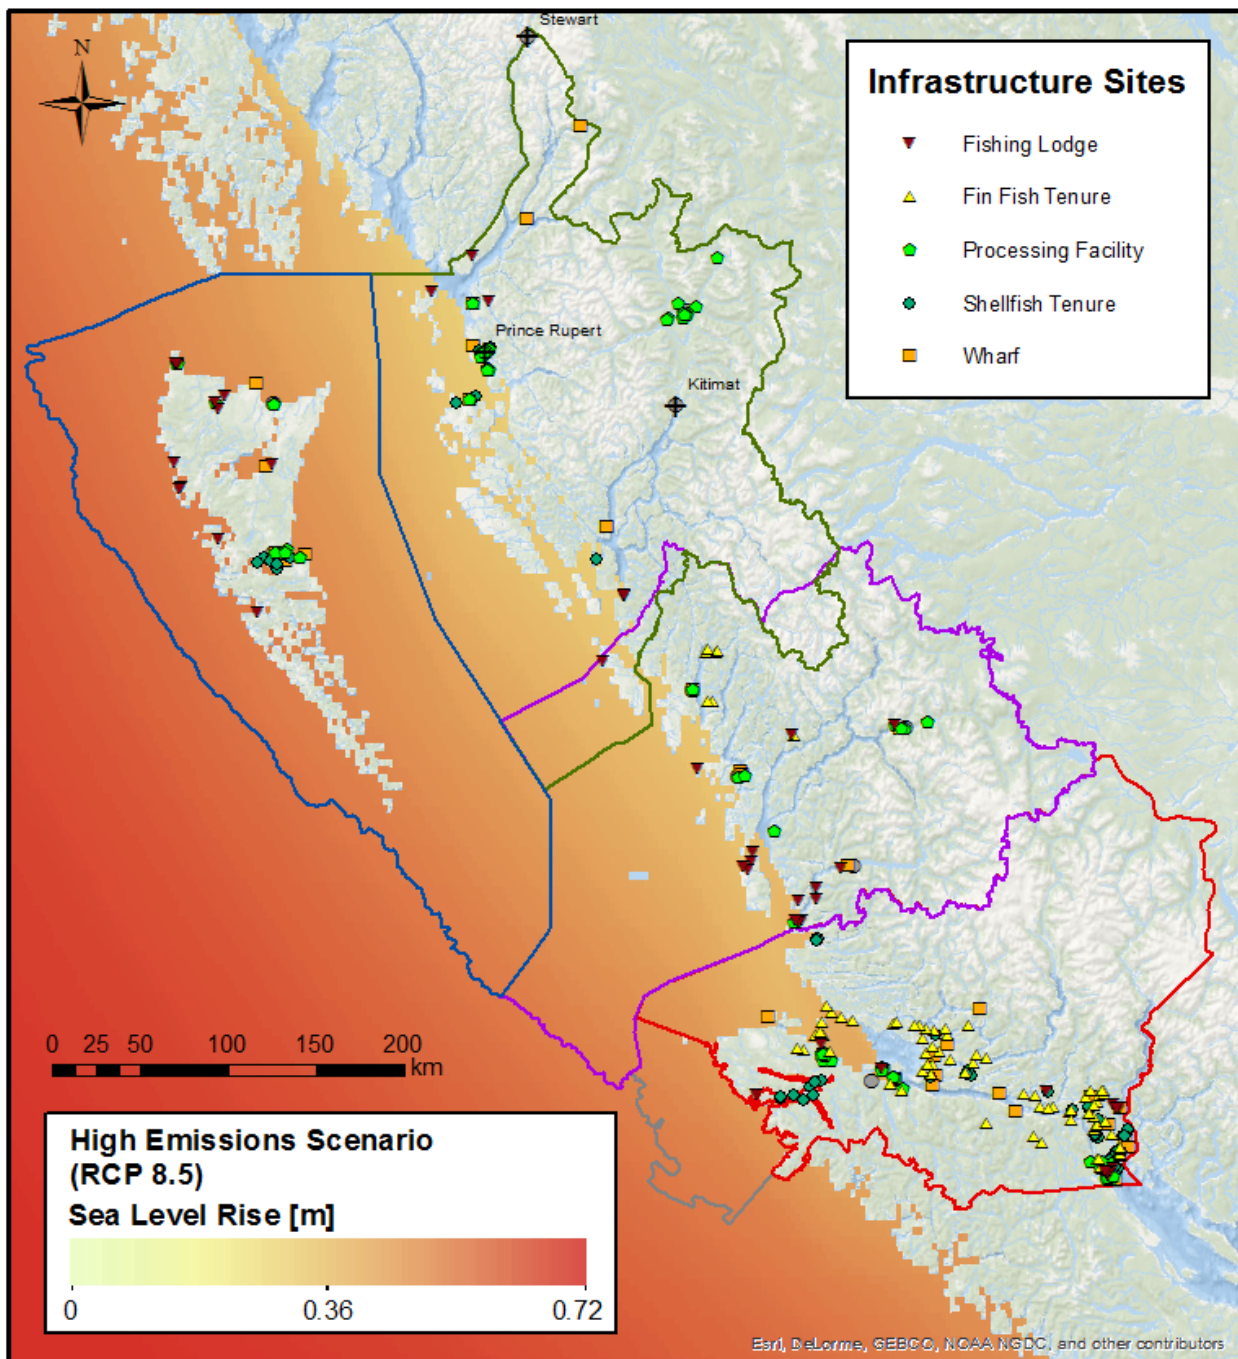 Stewart
N
Infrastructure Sites
Fishing Lodge
Fin Fish Tenure
Processing Facility
Shellfish Tenure
Wharf
Prince Rupert
Kitimat
0 25 50 100 150 200
km
High Emissions Scenario
(RCP 8.5)
Sea Level Rise [m]
0 0.36 0.72
Esri, DeLorme, GEBCO, NOAA NGDC, and other contributors